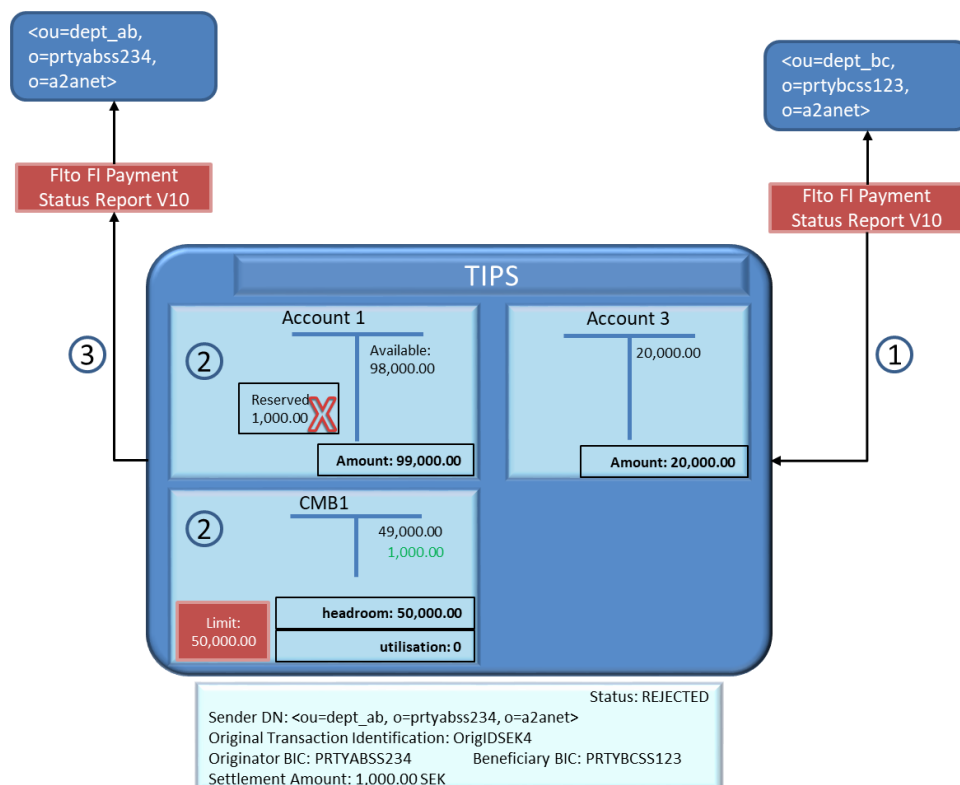 <ou=dept_ab,
o=prtyabss234,
o=a2anet>
<ou=dept_bc,
o=prtybcss123,
o=a2anet>
FIto FI Payment
Status Report V10
FIto FI Payment
Status Report V10
TIPS
3
1
Account 1
2
Available:
98,000.00
Reserved
1,000.00
X
Amount: 99,000.00
Account 3
20,000.00
Amount: 20,000.00
CMB1
2
49,000.00
1,000.00
Limit:
50,000.00
headroom: 50,000.00
utilisation: 0
Status: REJECTED
Sender DN: <ou=dept_ab, o=prtyabss234, o=a2anet>
Original Transaction Identification: OrigIDSEK4
Originator BIC: PRTYABSS234 Beneficiary BIC: PRTYBCSS123
Settlement Amount: 1,000.00 SEK